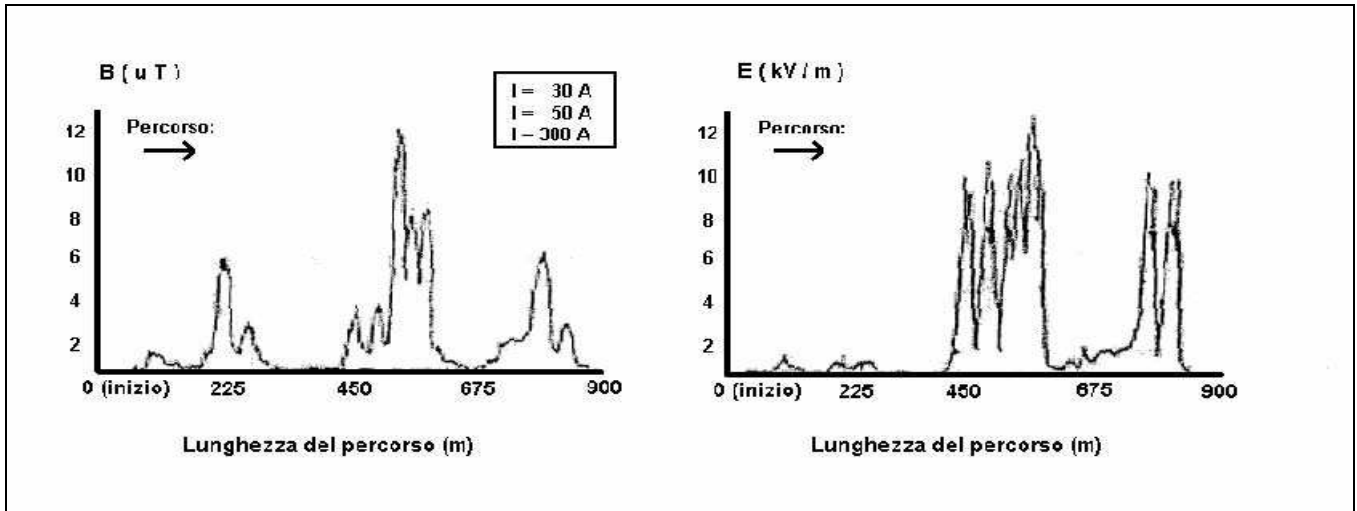 B ( u T )
I = 30 A
I = 50 A
I – 300 A
Percorso:
12
10
8
6
4
2
0 (inizio) 225 450 675 900
Lunghezza del percorso (m)
E ( kV / m )
Percorso:
12
10
8
6
4
2
0 (inizio) 225 450 675 900
Lunghezza del percorso (m)